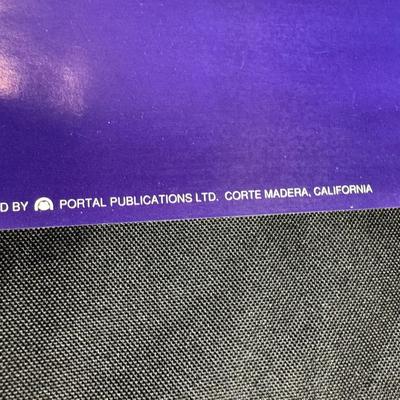 D BY PORTAL PUBLICATIONS LTD. CORTE MADERA, CALIFORNIA